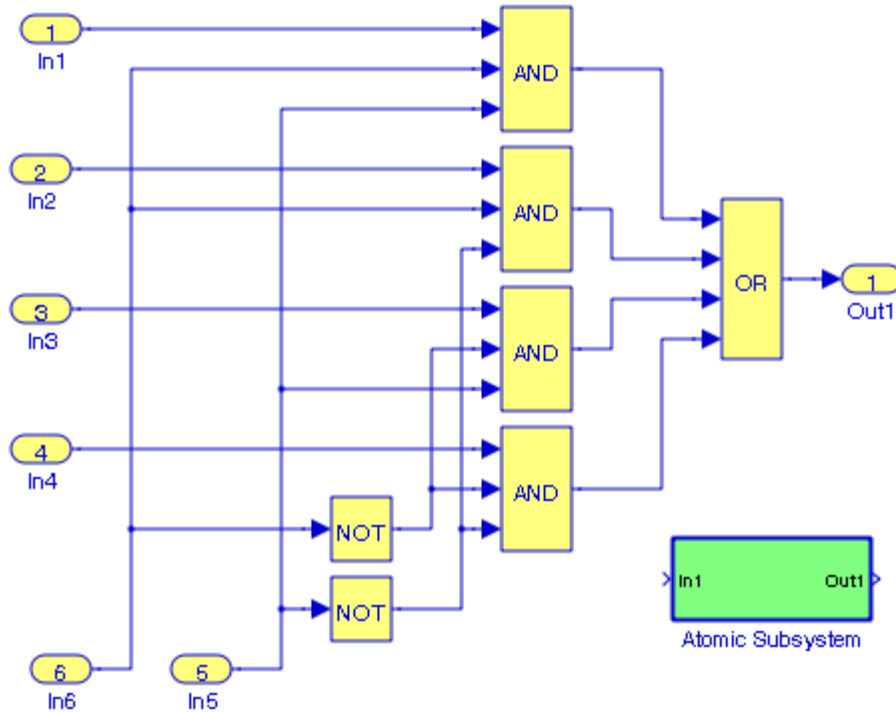 1
In1
AND
2
In2
AND
3
In3
AND
OR
1
Out1
4
In4
AND
NOT
NOT
In1 Out1
Atomic Subsystem
6
In6
5
In5